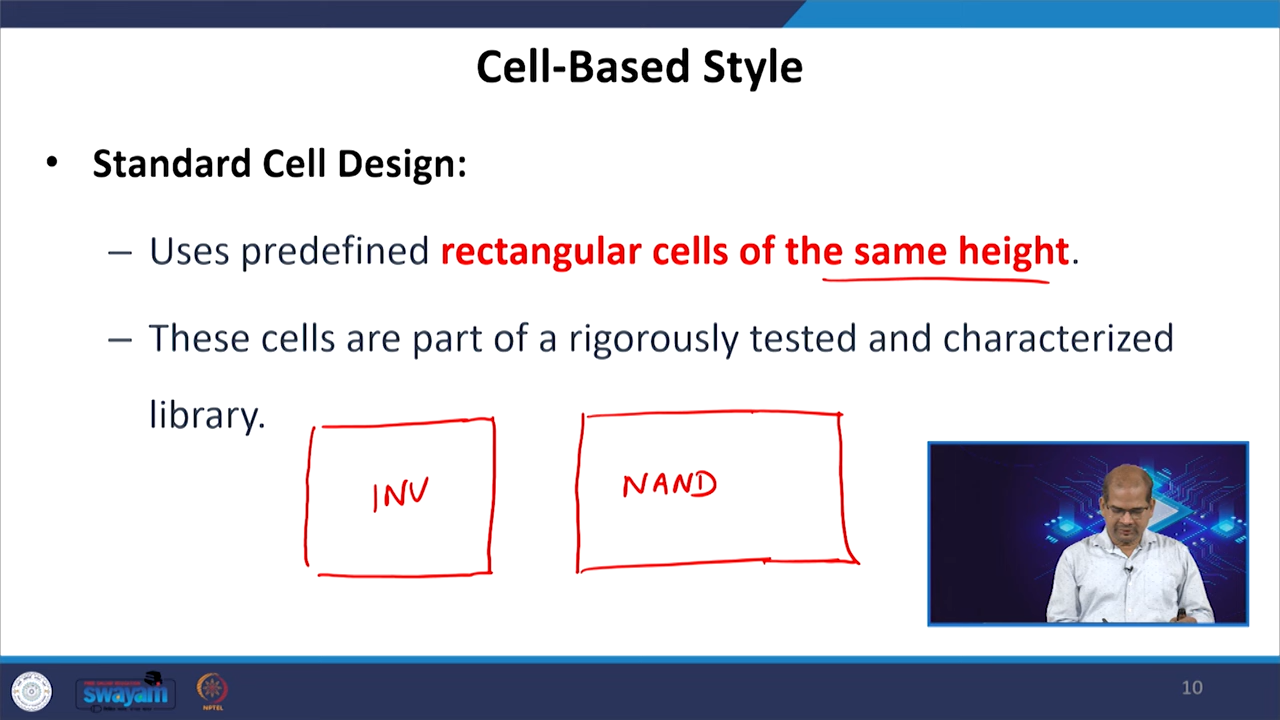 Cell-Based Style
• Standard Cell Design:
– Uses predefined rectangular cells of the same height.
– These cells are part of a rigorously tested and characterized
library.
INV
NAND
swayam
NPTEL
10